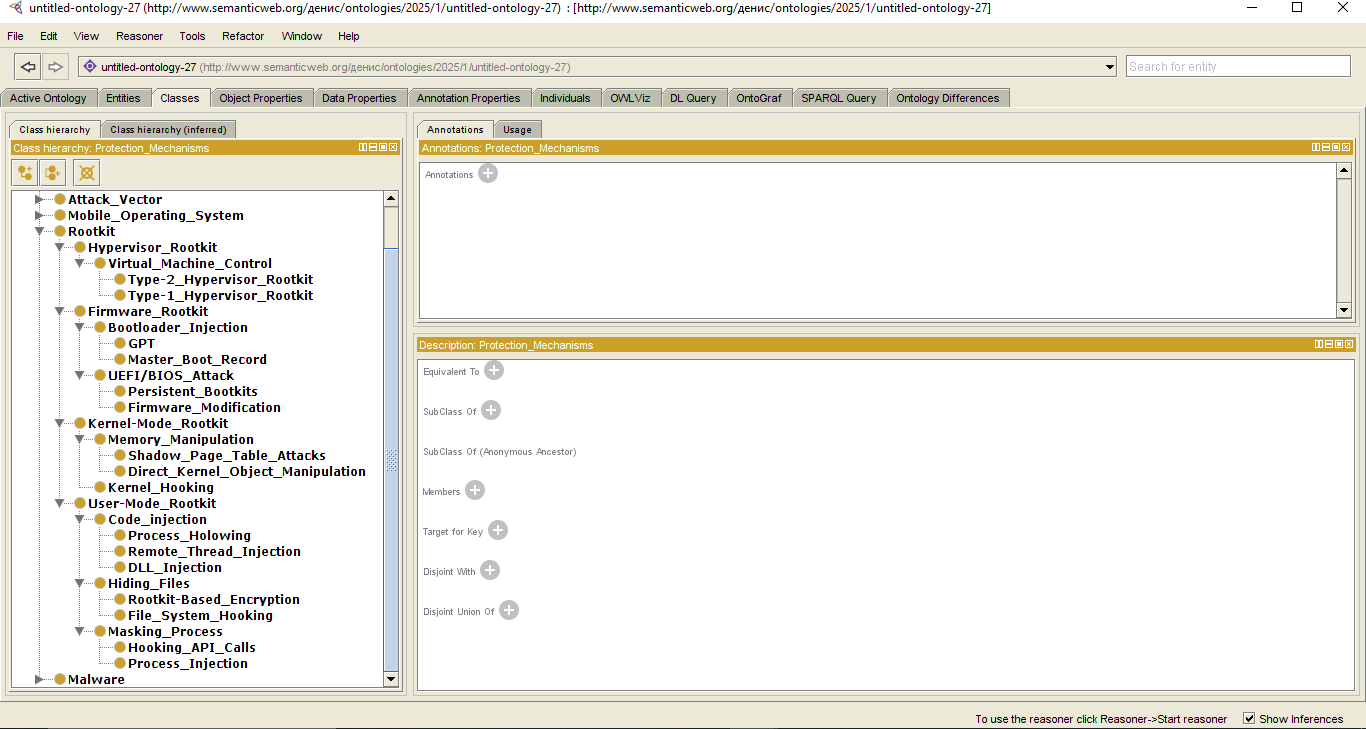 untitled-ontology-27 (http://www.semanticweb.org/денис/ontologies/2025/1/untitled-ontology-27) : [http://www.semanticweb.org/денис/ontologies/2025/1/untitled-ontology-27]
File Edit View Reasoner Tools Refactor Window Help
untitled-ontology-27 (http://www.semanticweb.org/денис/ontologies/2025/1/untitled-ontology-27)
Search for entity
Active Ontology Entities Classes Object Properties Data Properties Annotation Properties Individuals OWLViz DL Query OntoGraf SPARQL Query Ontology Differences
Class hierarchy Class hierarchy (inferred)
Class hierarchy: Protection_Mechanisms
Attack_Vector
Mobile_Operating_System
Rootkit
Hypervisor_Rootkit
Virtual_Machine_Control
Type-2_Hypervisor_Rootkit
Type-1_Hypervisor_Rootkit
Firmware_Rootkit
Bootloader_Injection
GPT
Master_Boot_Record
UEFI/BIOS_Attack
Persistent_Bootkits
Firmware_Modification
Kernel-Mode_Rootkit
Memory_Manipulation
Shadow_Page_Table_Attacks
Direct_Kernel_Object_Manipulation
Kernel_Hooking
User-Mode_Rootkit
Code_injection
Process_Holowing
Remote_Thread_Injection
DLL_Injection
Hiding_Files
Rootkit-Based_Encryption
File_System_Hooking
Masking_Process
Hooking_API_Calls
Process_Injection
Malware
Annotations Usage
Annotations: Protection_Mechanisms
Annotations
Description: Protection_Mechanisms
Equivalent To
SubClass Of
SubClass Of (Anonymous Ancestor)
Members
Target for Key
Disjoint With
Disjoint Union Of
To use the reasoner click Reasoner->Start reasoner Show Inferences